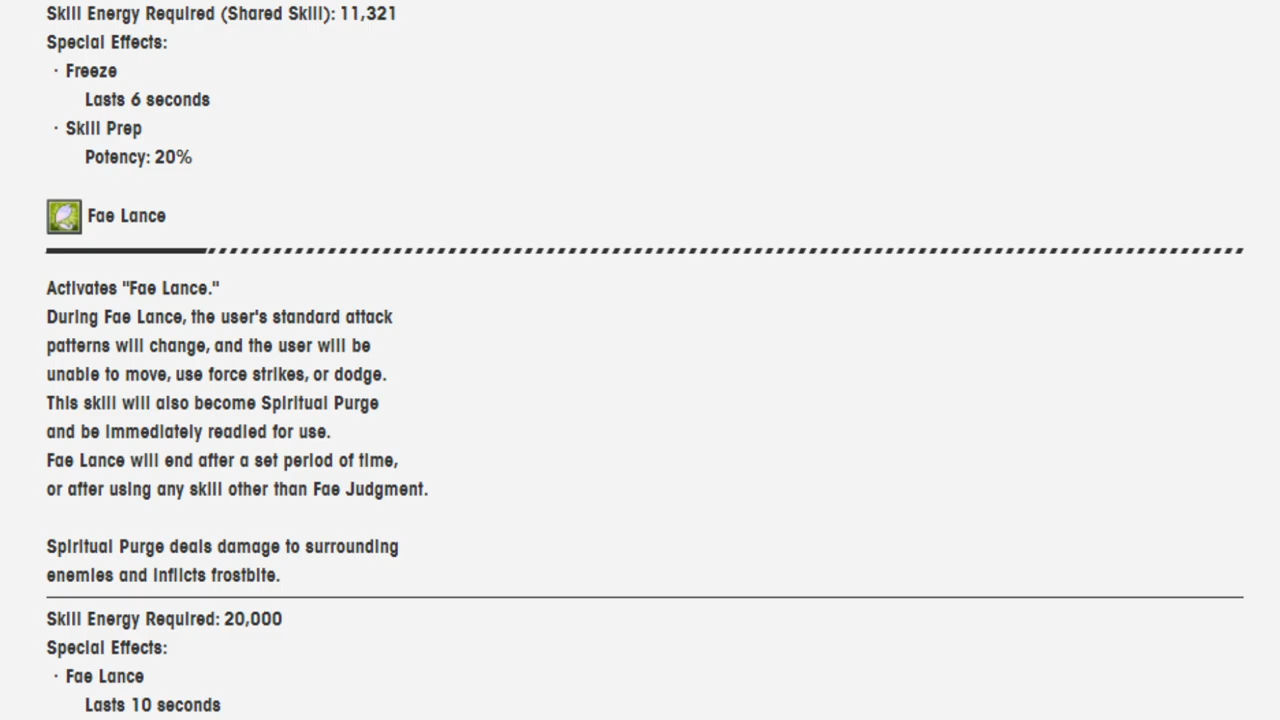 Skill Energy Required (Shared Skill): 11,321
Special Effects:
· Freeze
Lasts 6 seconds
· Skill Prep
Potency: 20%
Fae Lance
Activates "Fae Lance."
During Fae Lance, the user's standard attack
patterns will change, and the user will be
unable to move, use force strikes, or dodge.
This skill will also become Spiritual Purge
and be immediately readied for use.
Fae Lance will end after a set period of time,
or after using any skill other than Fae Judgment.
Spiritual Purge deals damage to surrounding
enemies and inflicts frostbite.
Skill Energy Required: 20,000
Special Effects:
· Fae Lance
Lasts 10 seconds